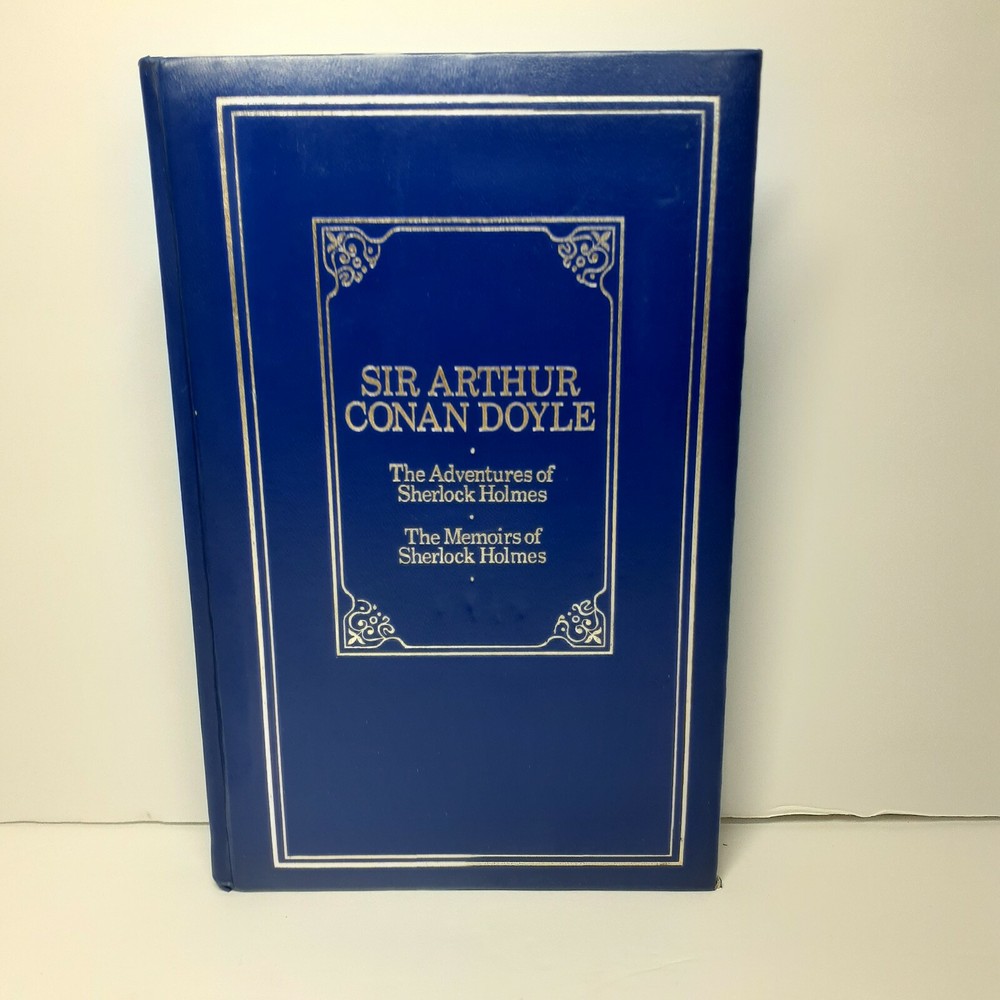 SIR ARTHUR
CONAN DOYLE
The Adventures of
Sherlock Holmes
The Memoirs of
Sherlock Holmes